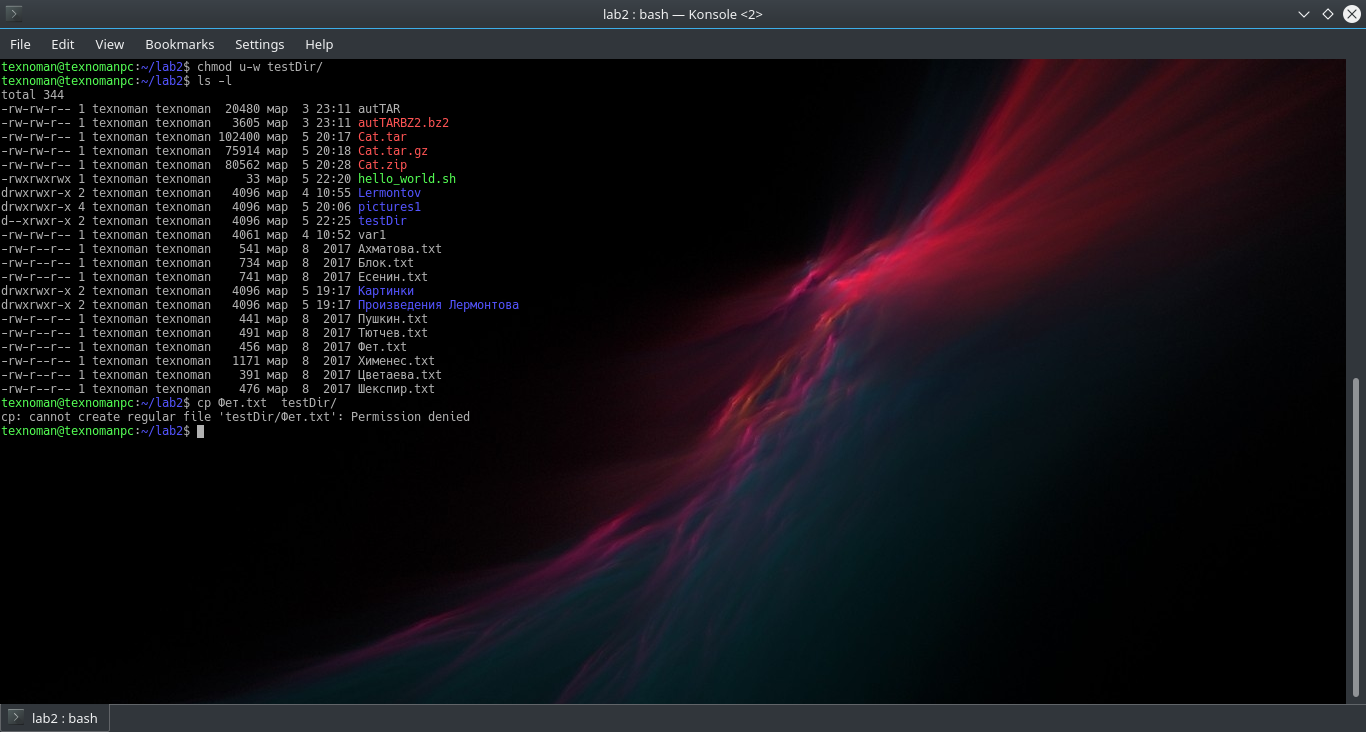 lab2 : bash — Konsole <2>
File Edit View Bookmarks Settings Help
texnoman@texnomanpc:~/lab2$ chmod u-w testDir/
texnoman@texnomanpc:~/lab2$ ls -l
total 344
-rw-rw-r-- 1 texnoman texnoman  20480 мар  3 23:11 autTAR
-rw-rw-r-- 1 texnoman texnoman   3605 мар  3 23:11 autTARBZ2.bz2
-rw-rw-r-- 1 texnoman texnoman 102400 мар  5 20:17 Cat.tar
-rw-rw-r-- 1 texnoman texnoman  75914 мар  5 20:18 Cat.tar.gz
-rw-rw-r-- 1 texnoman texnoman  80562 мар  5 20:28 Cat.zip
-rwxrwxrwx 1 texnoman texnoman     33 мар  5 22:20 hello_world.sh
drwxrwxr-x 2 texnoman texnoman   4096 мар  4 10:55 Lermontov
drwxrwxr-x 4 texnoman texnoman   4096 мар  5 20:06 pictures1
d--xrwxr-x 2 texnoman texnoman   4096 мар  5 22:25 testDir
-rw-rw-r-- 1 texnoman texnoman   4061 мар  4 10:52 var1
-rw-r--r-- 1 texnoman texnoman    541 мар  8  2017 Ахматова.txt
-rw-r--r-- 1 texnoman texnoman    734 мар  8  2017 Блок.txt
-rw-r--r-- 1 texnoman texnoman    741 мар  8  2017 Есенин.txt
drwxrwxr-x 2 texnoman texnoman   4096 мар  5 19:17 Картинки
drwxrwxr-x 2 texnoman texnoman   4096 мар  5 19:17 Произведения Лермонтова
-rw-r--r-- 1 texnoman texnoman    441 мар  8  2017 Пушкин.txt
-rw-r--r-- 1 texnoman texnoman    491 мар  8  2017 Тютчев.txt
-rw-r--r-- 1 texnoman texnoman    456 мар  8  2017 Фет.txt
-rw-r--r-- 1 texnoman texnoman   1171 мар  8  2017 Хименес.txt
-rw-r--r-- 1 texnoman texnoman    391 мар  8  2017 Цветаева.txt
-rw-r--r-- 1 texnoman texnoman    476 мар  8  2017 Шекспир.txt
texnoman@texnomanpc:~/lab2$ cp Фет.txt  testDir/
cp: cannot create regular file 'testDir/Фет.txt': Permission denied
texnoman@texnomanpc:~/lab2$
lab2 : bash